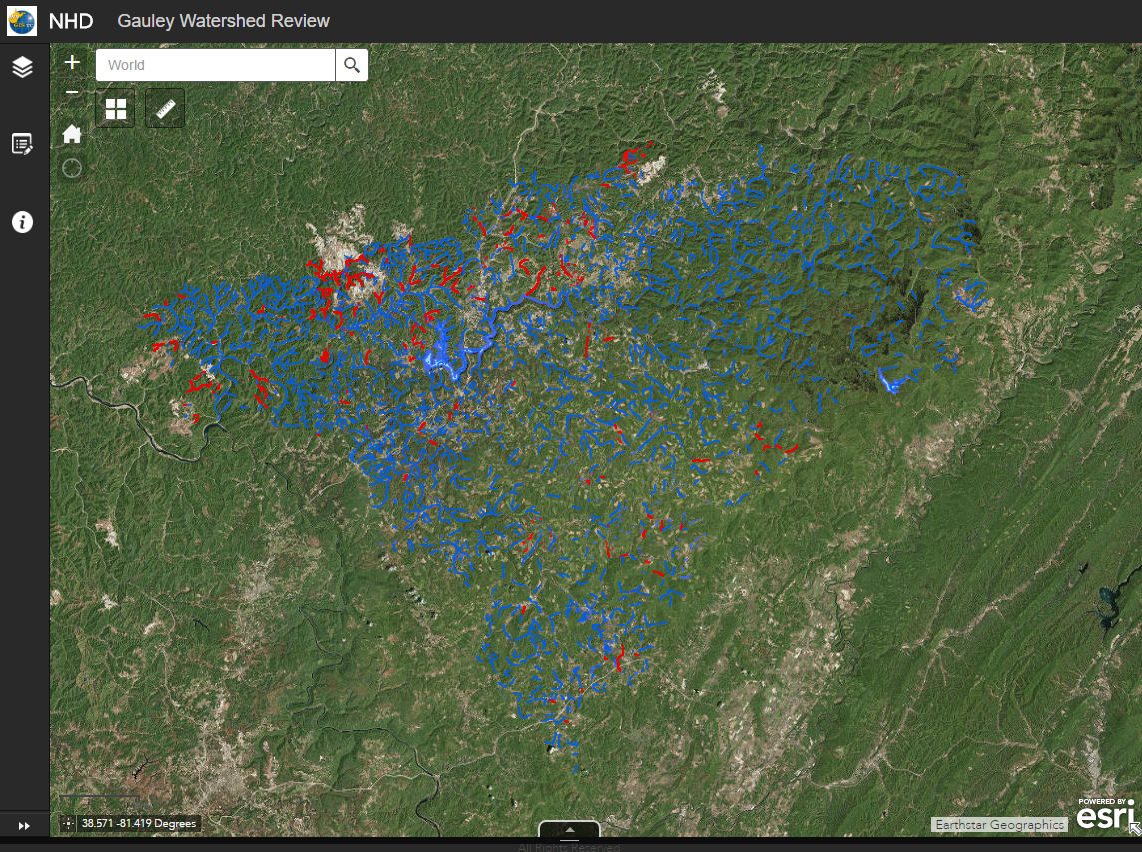 NHD Gauley Watershed Review
World
38.571 -81.419 Degrees
Earthstar Geographics
POWERED BY
esri
All Rights Reserved